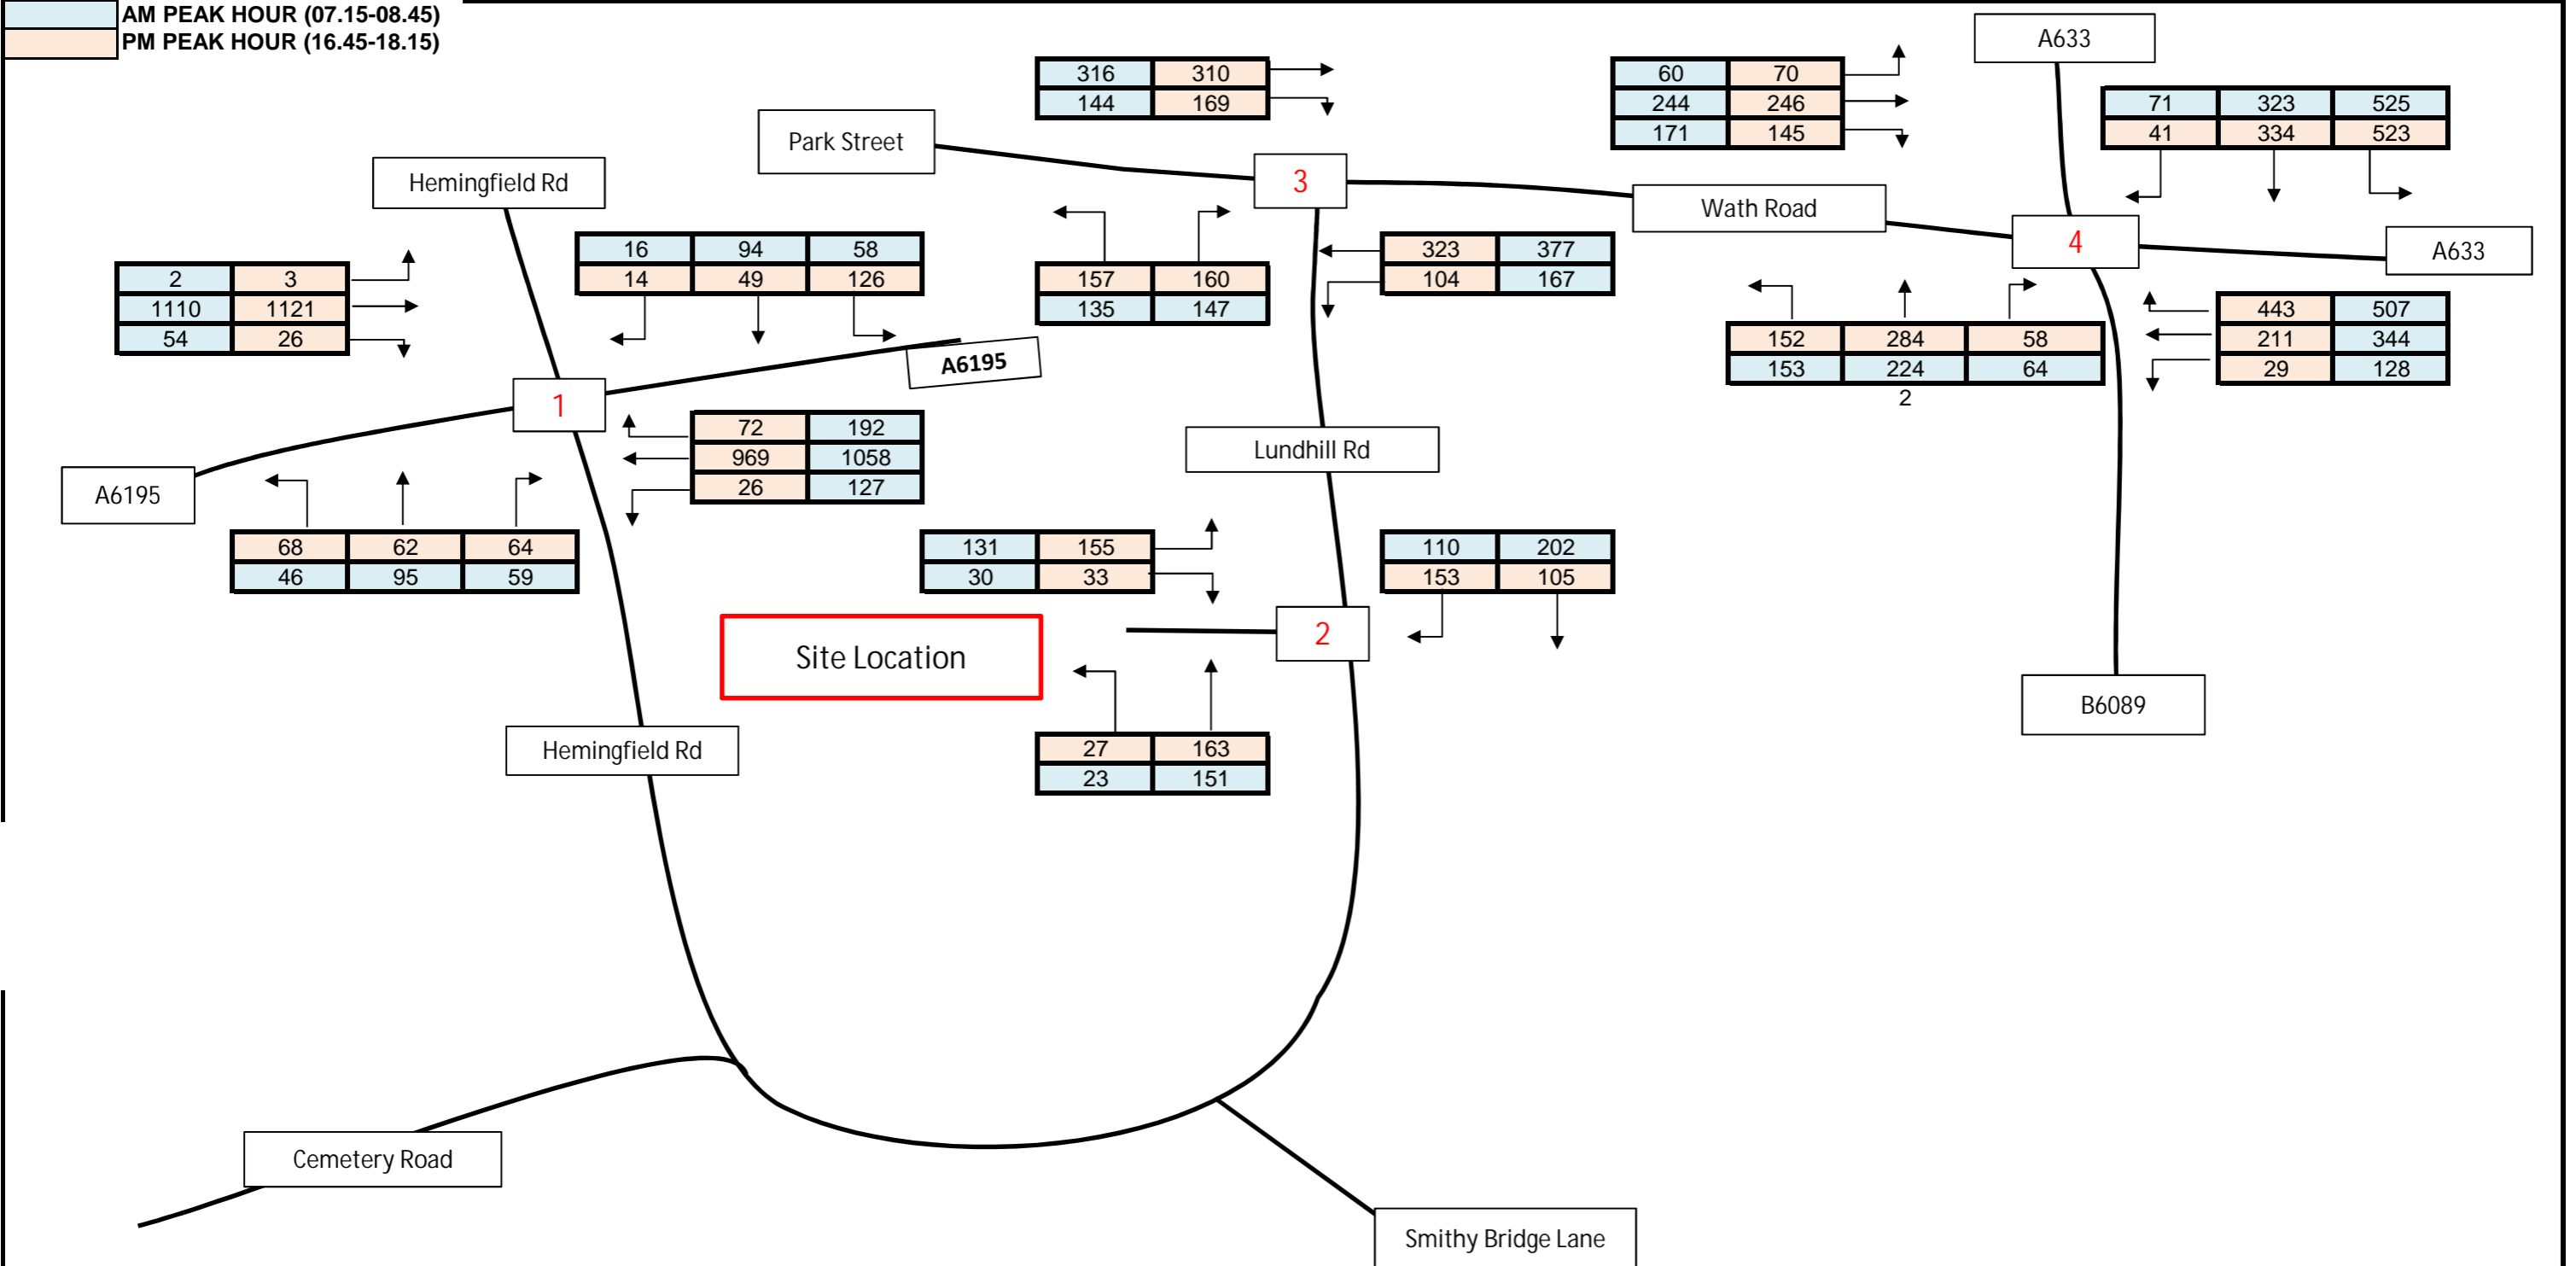 AM PEAK HOUR (07.15-08.45)
PM PEAK HOUR (16.45-18.15)
A633
316 310
144 169
60 70
244 246
171 145
71 323 525
41 334 523
Park Street
Hemingfield Rd
3
Wath Road
4
A633
2 3
1110 1121
54 26
16 94 58
14 49 126
157 160
135 147
323 377
104 167
152 284 58
153 224 64
2
443 507
211 344
29 128
A6195
1
72 192
969 1058
26 127
Lundhill Rd
A6195
68 62 64
46 95 59
131 155
30 33
110 202
153 105
Site Location
2
B6089
Hemingfield Rd
27 163
23 151
Cemetery Road
Smithy Bridge Lane